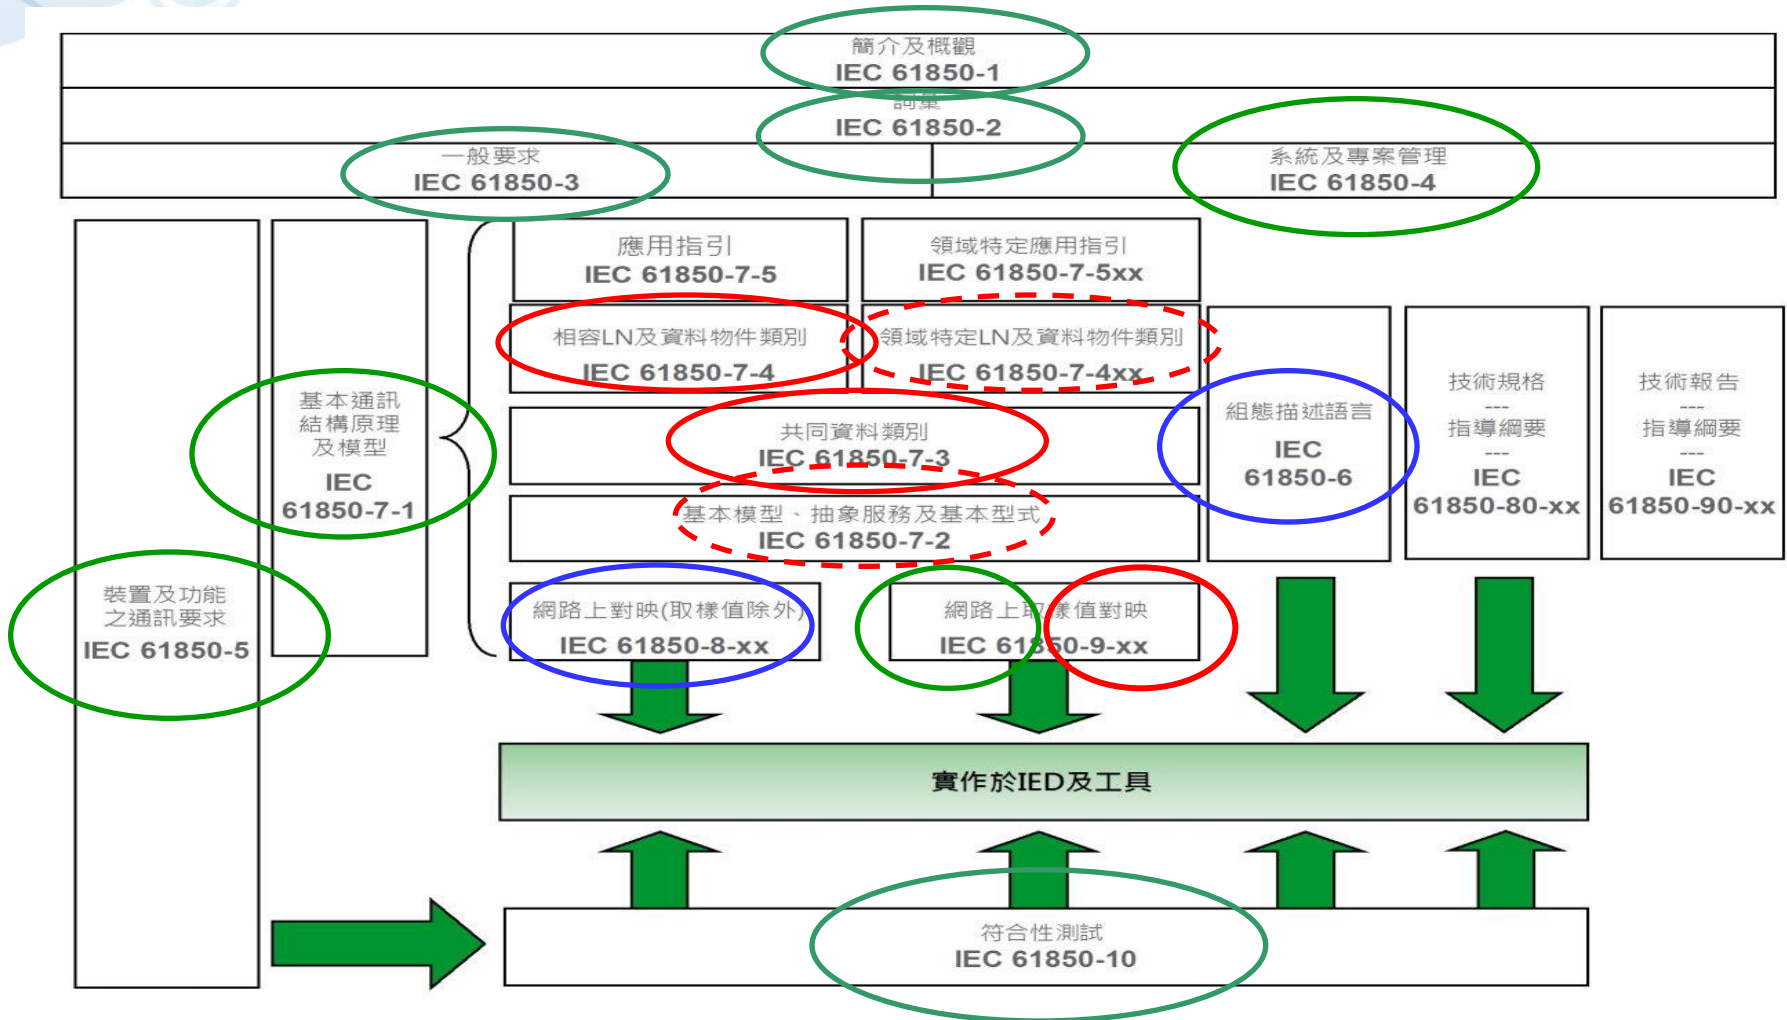 簡介及概觀
IEC 61850-1
詞彙
IEC 61850-2
一般要求
IEC 61850-3
系統及專案管理
IEC 61850-4
裝置及功能
之通訊要求
IEC 61850-5
基本通訊
結構原理
及模型
IEC
61850-7-1
應用指引
IEC 61850-7-5
領域特定應用指引
IEC 61850-7-5xx
相容LN及資料物件類別
IEC 61850-7-4
領域特定LN及資料物件類別
IEC 61850-7-4xx
共同資料類別
IEC 61850-7-3
基本模型、抽象服務及基本型式
IEC 61850-7-2
網路上對映(取樣值除外)
IEC 61850-8-xx
網路上取樣值對映
IEC 61850-9-xx
組態描述語言
IEC
61850-6
技術規格
---
指導綱要
---
IEC
61850-80-xx
技術報告
---
指導綱要
---
IEC
61850-90-xx
實作於IED及工具
符合性測試
IEC 61850-10